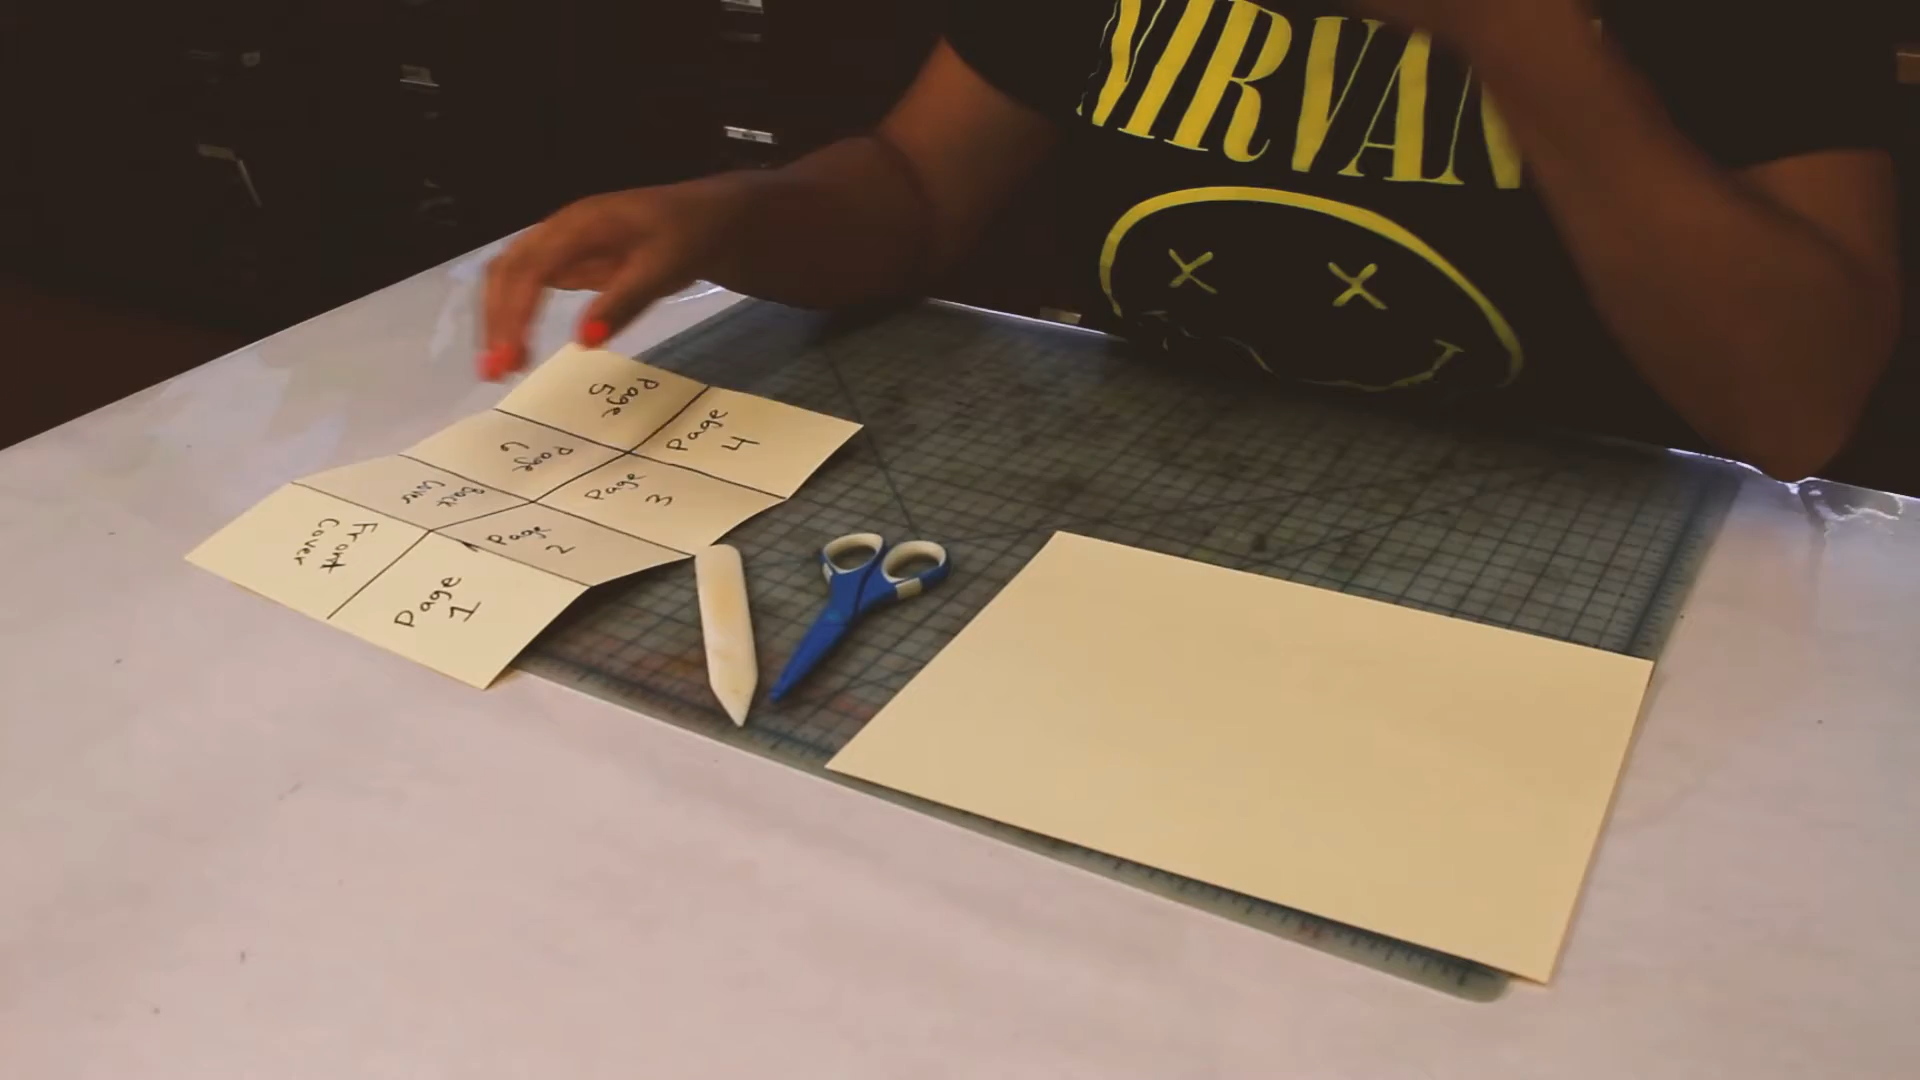 NIRVAN
Page
5
Page
4
Page
6
Page
3
Back
Cover
Page
2
Front
Cover
Page
1